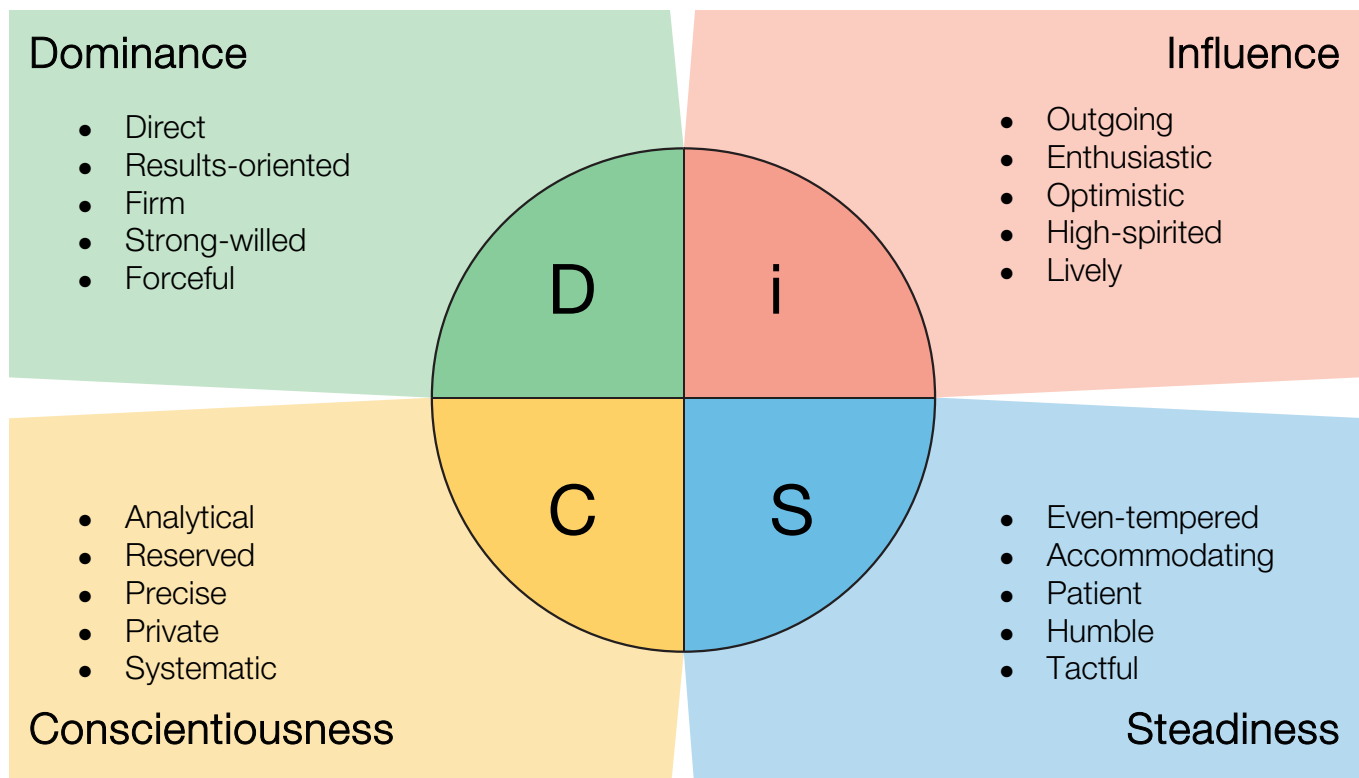 Dominance
Direct
Results-oriented
Firm
Strong-willed
Forceful
Influence
Outgoing
Enthusiastic
Optimistic
High-spirited
Lively
D
i
C
S
Analytical
Reserved
Precise
Private
Systematic
Conscientiousness
Even-tempered
Accommodating
Patient
Humble
Tactful
Steadiness